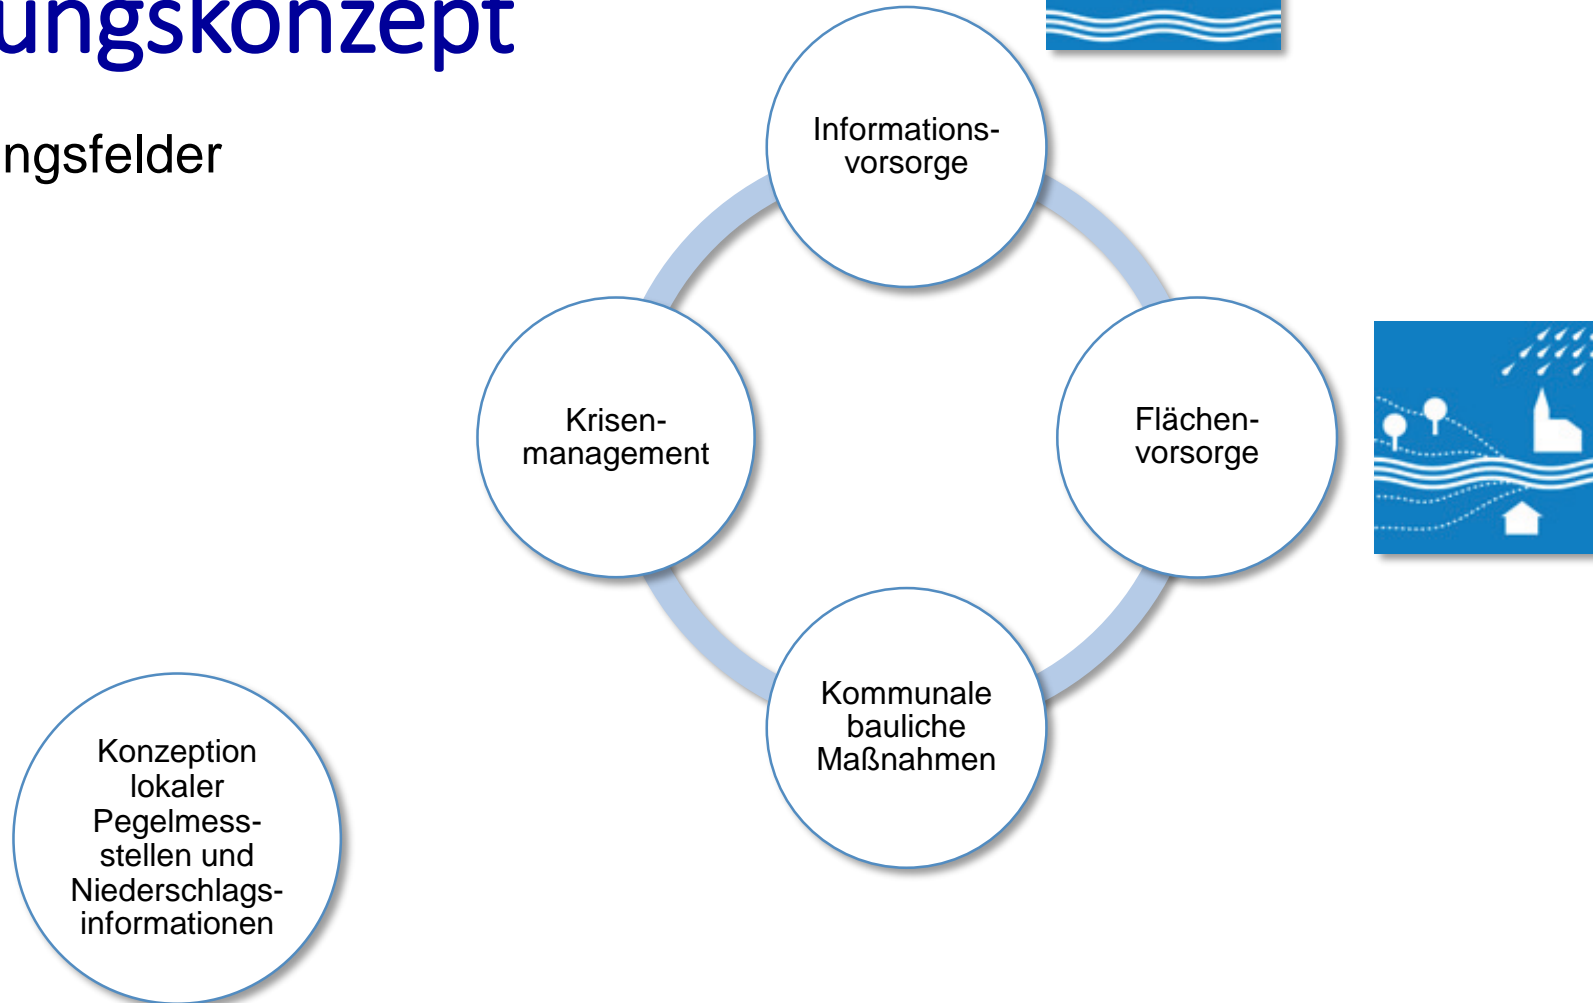 ungskonzept
ngsfelder
Informations-
vorsorge
Krisen-
management
Flächen-
vorsorge
Kommunale
bauliche
Maßnahmen
Konzeption
lokaler
Pegelmess-
stellen und
Niederschlags-
informationen